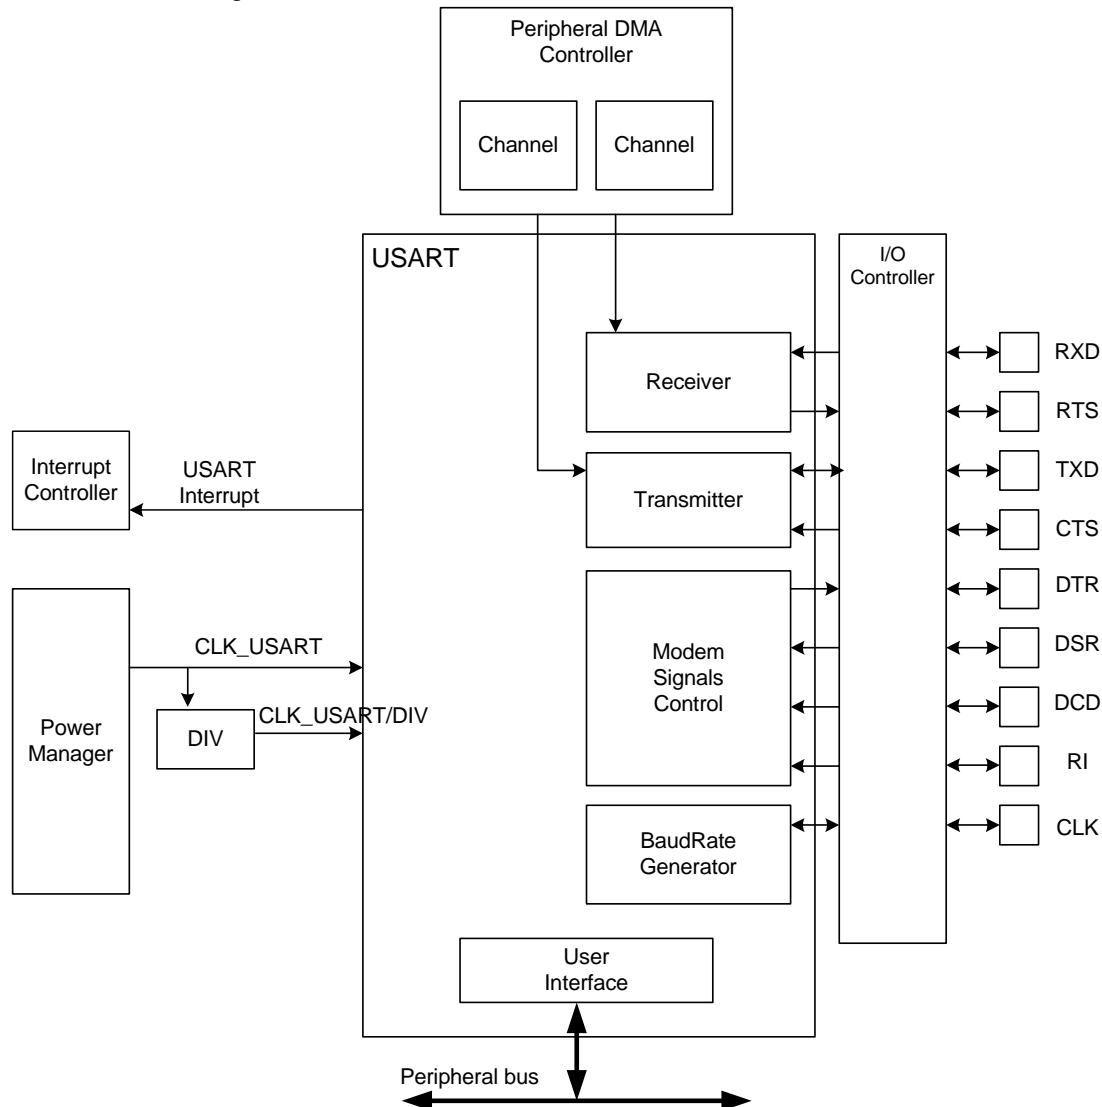 Peripheral DMA
Controller
Channel
Channel
USART
I/O
Controller
Receiver
RXD
RTS
Interrupt
Controller
USART
Interrupt
Transmitter
TXD
CTS
DTR
CLK_USART
Modem
Signals
Control
DSR
DCD
Power
Manager
DIV
CLK_USART/DIV
RI
BaudRate
Generator
CLK
User
Interface
Peripheral bus